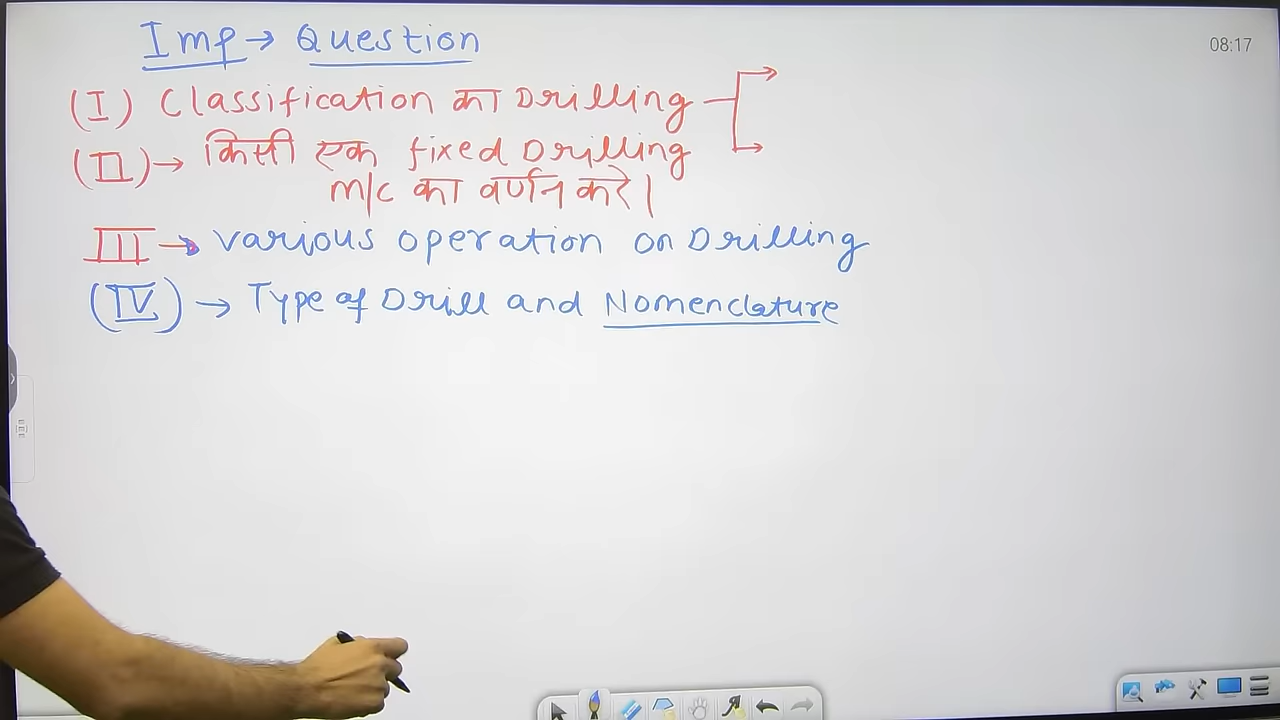 Imp → Question
08:17
(I) Classification का Drilling
(II) → किसी एक fixed Drilling
m/c का वर्णन करे।
III → various operation on Drilling
(IV) → Type of Drill and Nomenclature